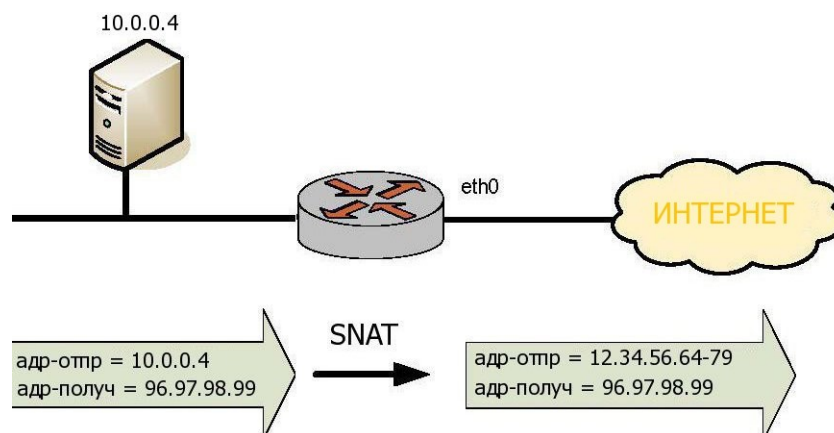 10.0.0.4
eth0
ИНТЕРНЕТ
SNAT
адр-отпр = 10.0.0.4
адр-получ = 96.97.98.99
адр-отпр = 12.34.56.64-79
адр-получ = 96.97.98.99